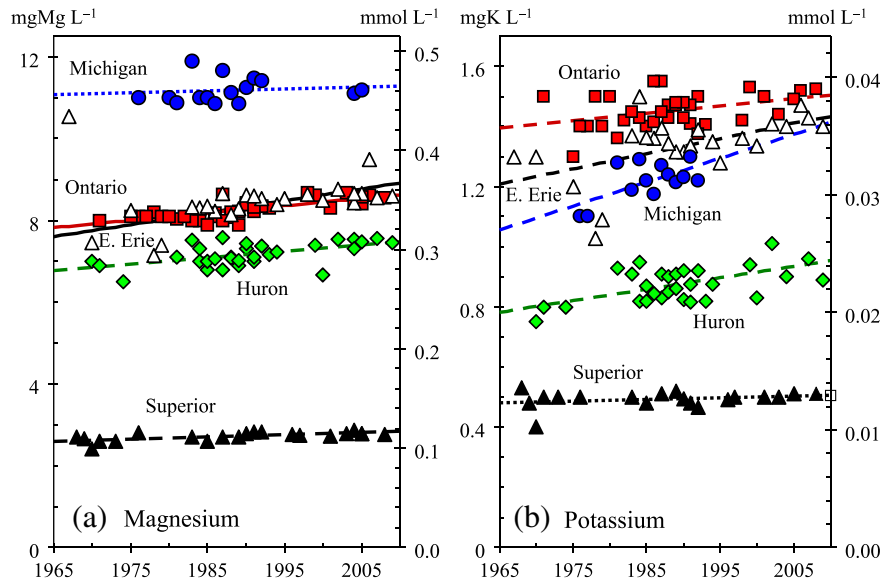 mgMg L⁻¹
mmol L⁻¹
12
8
4
0
0.5
0.4
0.3
0.2
0.1
0.0
Michigan
Ontario
E. Erie
Huron
Superior
(a) Magnesium
1965 1975 1985 1995 2005
mgK L⁻¹
mmol L⁻¹
1.6
1.2
0.8
0.4
0
0.04
0.03
0.02
0.01
0.0
Ontario
E. Erie
Michigan
Huron
Superior
(b) Potassium
1965 1975 1985 1995 2005